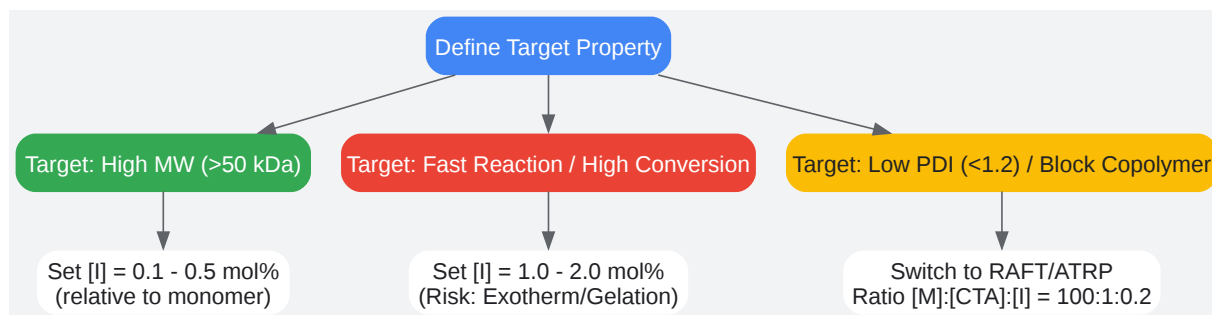 Define Target Property
Target: High MW (>50 kDa)
Target: Fast Reaction / High Conversion
Target: Low PDI (<1.2) / Block Copolymer
Set [I] = 0.1 - 0.5 mol%
(relative to monomer)
Set [I] = 1.0 - 2.0 mol%
(Risk: Exotherm/Gelation)
Switch to RAFT/ATRP
Ratio [M]:[CTA]:[I] = 100:1:0.2